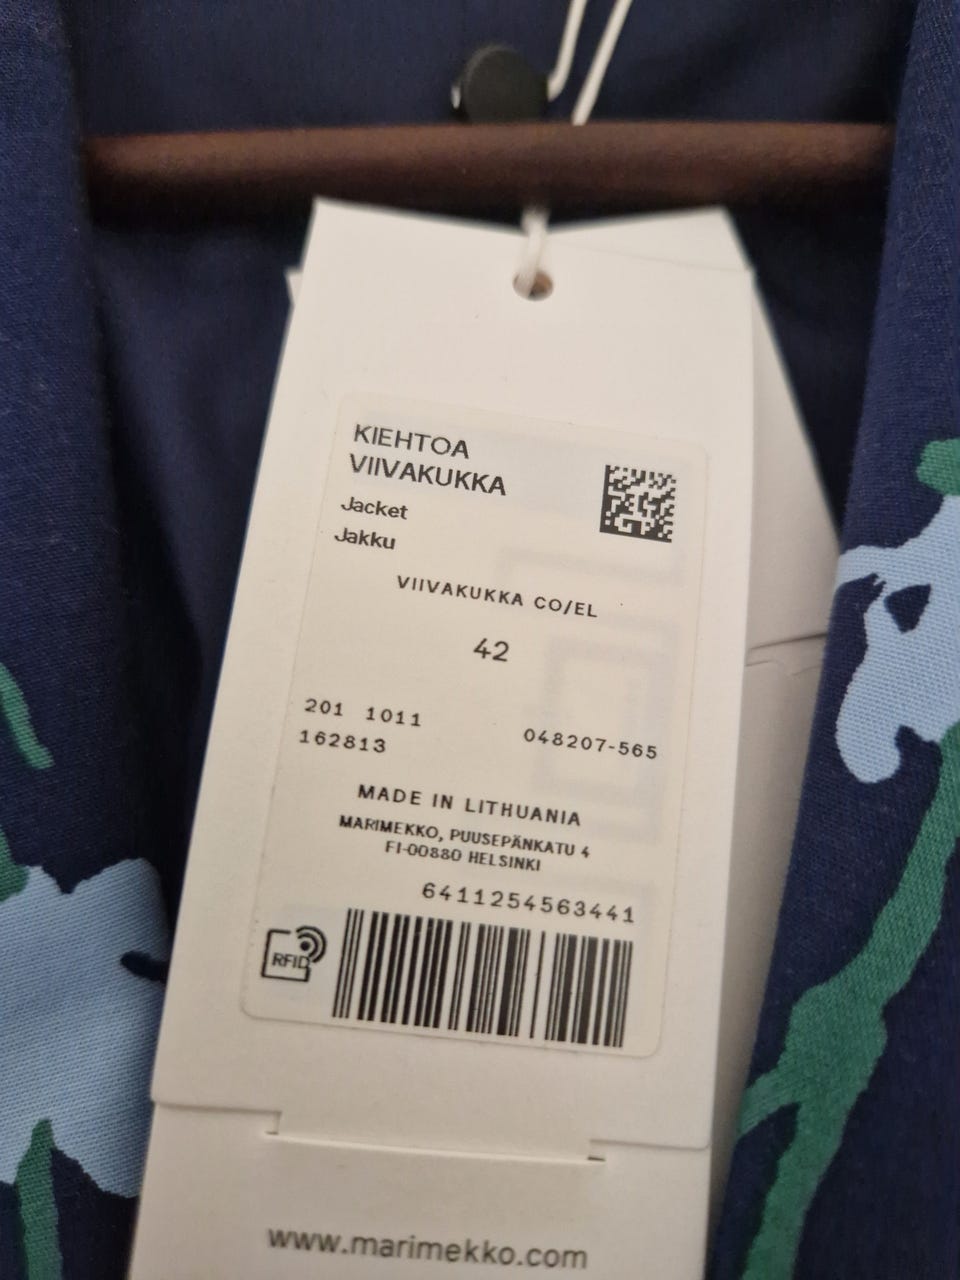 KIEHTOA
VIIVAKUKKA
Jacket
Jakku
VIIVAKUKKA CO/EL
42
201 1011
162813
048207-565
MADE IN LITHUANIA
MARIMEKKO, PUUSEPÄNKATU 4
FI-00880 HELSINKI
6411254563441
RFID
www.marimekko.com